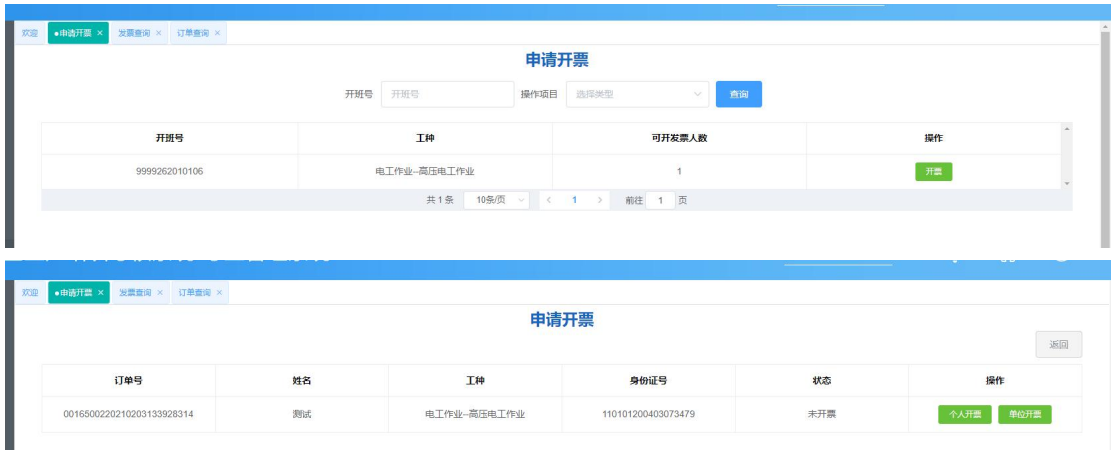 欢迎 ●申请开票 × 发票查询 × 订单查询 ×
申请开票
开班号 开班号 操作项目 选择类型 查询
开班号 工种 可开发票人数 操作
9999262010106 电工作业--高压电工作业 1 开票
共 1 条 10条/页 < 1 > 前往 1 页
欢迎 ●申请开票 × 发票查询 × 订单查询 ×
申请开票
返回
订单号 姓名 工种 身份证号 状态 操作
0016500220210203133928314 测试 电工作业--高压电工作业 110101200403073479 未开票 个人开票 单位开票